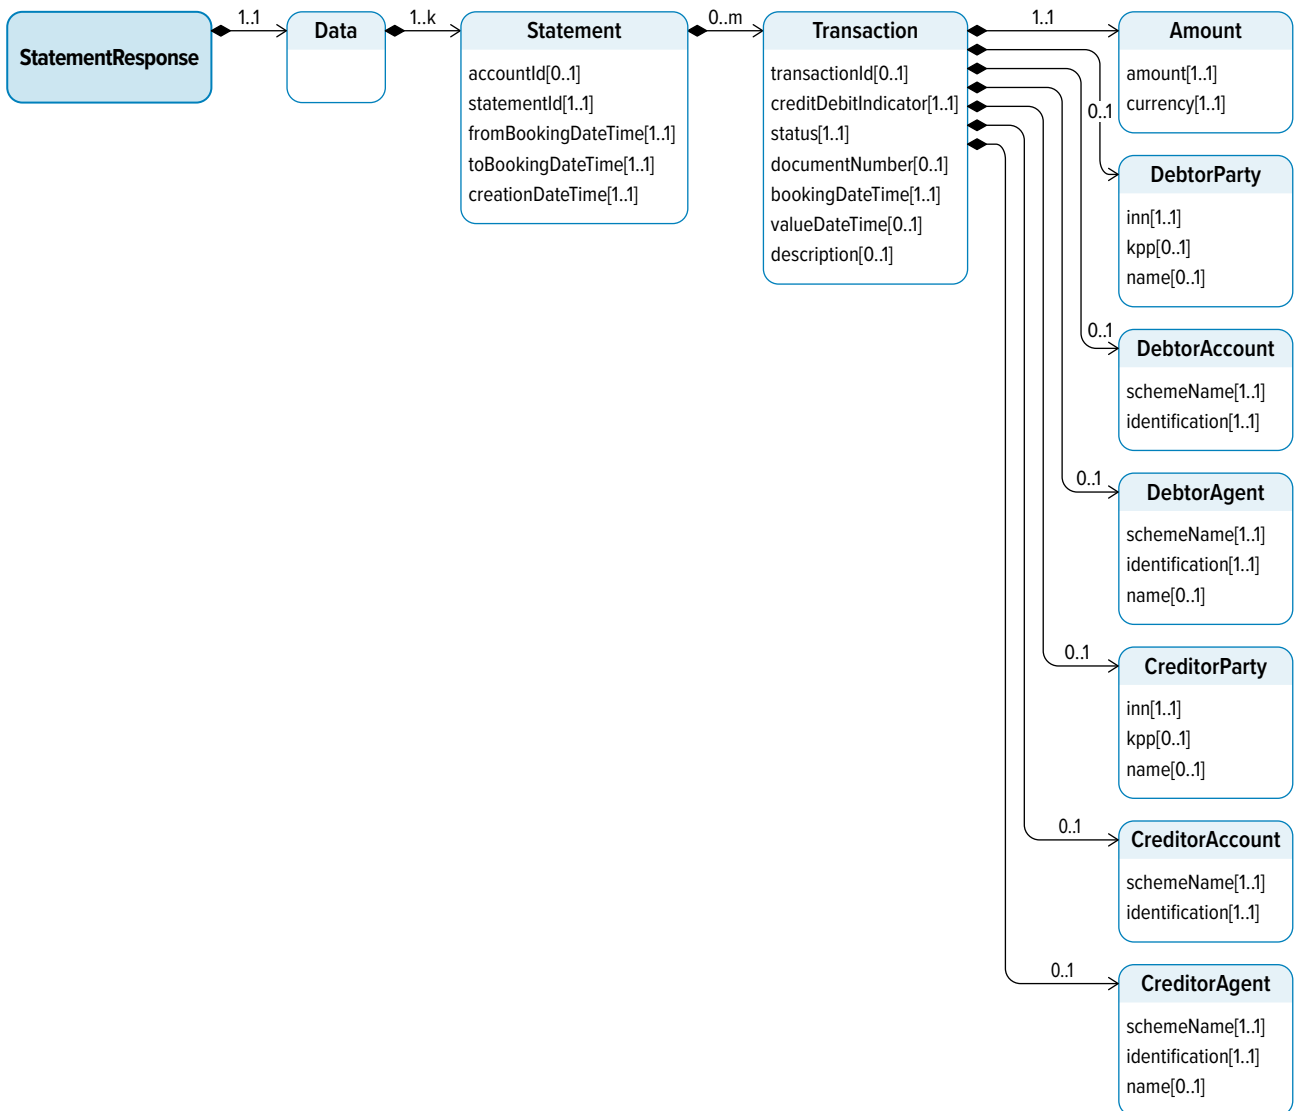 StatementResponse
1..1
Data
1..k
Statement
accountId[0..1]
statementId[1..1]
fromBookingDateTime[1..1]
toBookingDateTime[1..1]
creationDateTime[1..1]
0..m
Transaction
transactionId[0..1]
creditDebitIndicator[1..1]
status[1..1]
documentNumber[0..1]
bookingDateTime[1..1]
valueDateTime[0..1]
description[0..1]
1..1
Amount
amount[1..1]
currency[1..1]
0..1
DebtorParty
inn[1..1]
kpp[0..1]
name[0..1]
0..1
DebtorAccount
schemeName[1..1]
identification[1..1]
0..1
DebtorAgent
schemeName[1..1]
identification[1..1]
name[0..1]
0..1
CreditorParty
inn[1..1]
kpp[0..1]
name[0..1]
0..1
CreditorAccount
schemeName[1..1]
identification[1..1]
0..1
CreditorAgent
schemeName[1..1]
identification[1..1]
name[0..1]